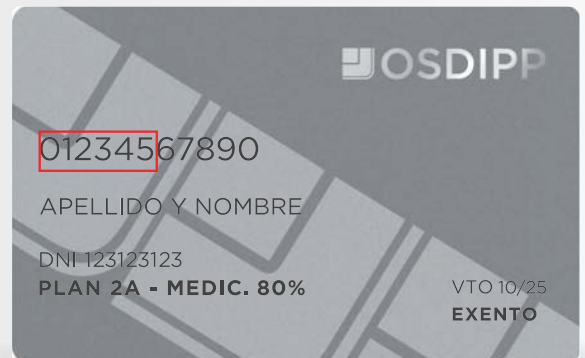 OSDIPP
01234567890
APELLIDO Y NOMBRE
DNI 123123123
PLAN 2A - MEDIC. 80%
VTO 10/25
EXENTO